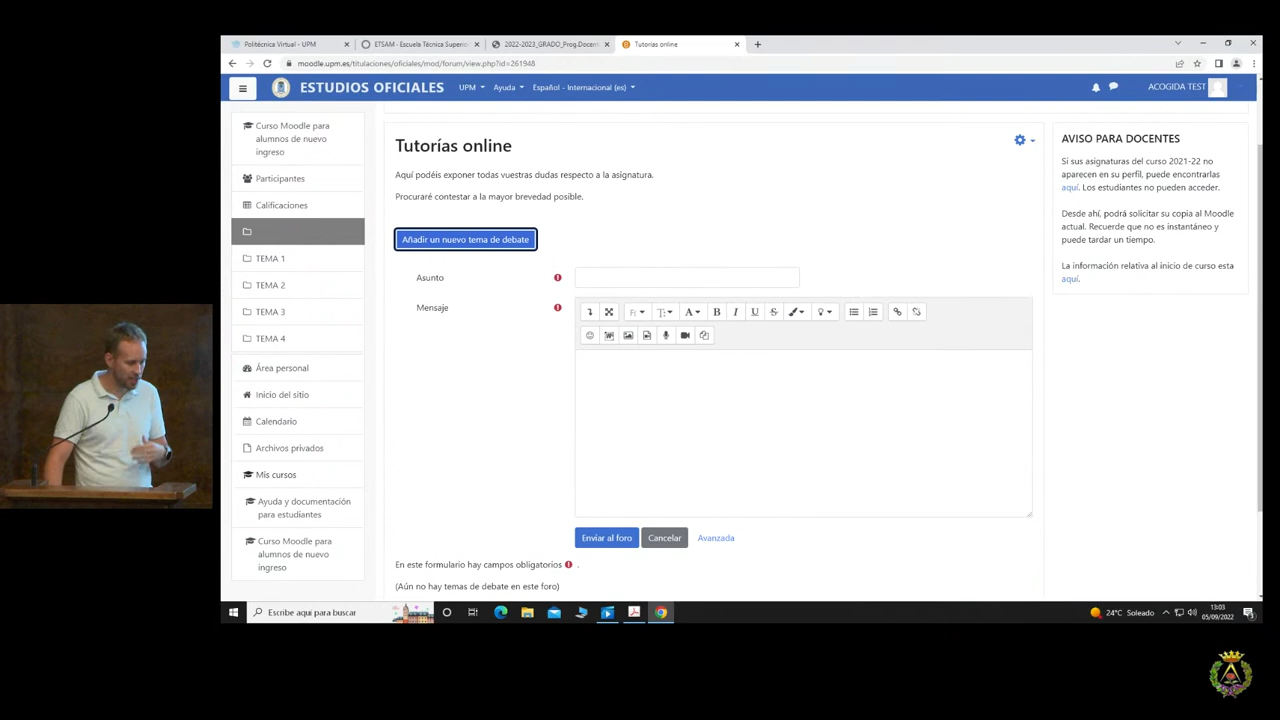 Politécnica Virtual - UPM
ETSAM - Escuela Técnica Superio
2022-2023_GRADO_Prog.Docent
Tutorías online
moodle.upm.es/titulaciones/oficiales/mod/forum/view.php?id=261948
ESTUDIOS OFICIALES
UPM
Ayuda
Español - Internacional (es)
ACOGIDA TEST
Curso Moodle para
alumnos de nuevo
ingreso
Participantes
Calificaciones
TEMA 1
TEMA 2
TEMA 3
TEMA 4
Área personal
Inicio del sitio
Calendario
Archivos privados
Mis cursos
Ayuda y documentación
para estudiantes
Curso Moodle para
alumnos de nuevo
ingreso
Tutorías online
Aquí podéis exponer todas vuestras dudas respecto a la asignatura.
Procuraré contestar a la mayor brevedad posible.
Añadir un nuevo tema de debate
Asunto
Mensaje
Enviar al foro
Cancelar
Avanzada
En este formulario hay campos obligatorios .
(Aún no hay temas de debate en este foro)
AVISO PARA DOCENTES
Si sus asignaturas del curso 2021-22 no
aparecen en su perfil, puede encontrarlas
aquí. Los estudiantes no pueden acceder.
Desde ahí, podrá solicitar su copia al Moodle
actual. Recuerde que no es instantáneo y
puede tardar un tiempo.
La información relativa al inicio de curso esta
aquí.
Escribe aquí para buscar
24°C Soleado
13:03
05/09/2022